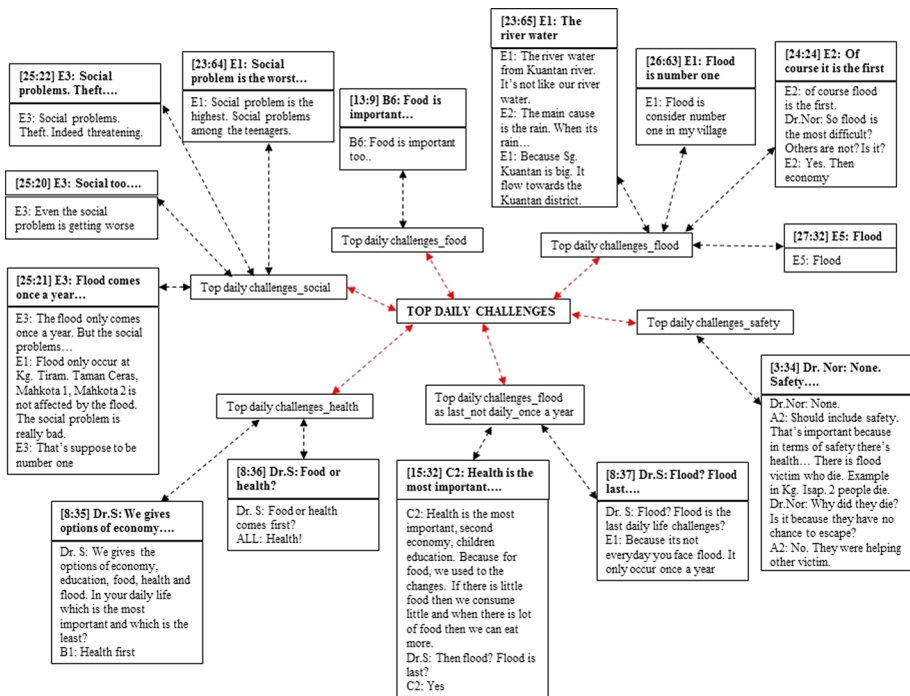 [25:22] E3: Social
problems. Theft….
E3: Social problems.
Theft. Indeed threatening.
[23:64] E1: Social
problem is the worst…
E1: Social problem is the
highest. Social problems
among the teenagers.
[13:9] B6: Food is
important…
B6: Food is important
too..
[23:65] E1: The
river water
E1: The river water
from Kuantan river.
It's not like our river
water.
E2: The main cause
is the rain. When its
rain…
E1: Because Sg.
Kuantan is big. It
flow towards the
Kuantan district.
[26:63] E1: Flood
is number one
E1: Flood is
consider number
one in my village
[24:24] E2: Of
course it is the first
E2: of course flood
is the first.
Dr.Nor: So flood is
the most difficult?
Others are not? Is it?
E2: Yes. Then
economy
[25:20] E3: Social too….
E3: Even the social
problem is getting worse
Top daily challenges_food
Top daily challenges_flood
[27:32] E5: Flood
E5: Flood
[25:21] E3: Flood comes
once a year…
E3: The flood only comes
once a year. But the social
problems…
E1: Flood only occur at
Kg. Tiram. Taman Ceras,
Mahkota 1, Mahkota 2 is
not affected by the flood.
The social problem is
really bad.
E3: That's suppose to be
number one
Top daily challenges_social
TOP DAILY CHALLENGES
Top daily challenges_safety
Top daily challenges_health
Top daily challenges_flood
as last_not daily_once a year
[3:34] Dr. Nor: None.
Safety….
Dr.Nor: None.
A2: Should include safety.
That's important because
in terms of safety there's
health… There is flood
victim who die. Example
in Kg. Isap. 2 people die.
Dr.Nor: Why did they die?
Is it because they have no
chance to escape?
A2: No. They were helping
other victim.
[8:35] Dr.S: We gives
options of economy….
Dr. S: We gives the
options of economy,
education, food, health and
flood. In your daily life
which is the most
important and which is the
least?
B1: Health first
[8:36] Dr.S: Food or
health?
Dr. S: Food or health
comes first?
ALL: Health!
[15:32] C2: Health is the
most important….
C2: Health is the most
important, second
economy, children
education. Because for
food, we used to the
changes. If there is little
food then we consume
little and when there is lot
of food then we can eat
more.
Dr.S: Then flood? Flood is
last?
C2: Yes
[8:37] Dr.S: Flood? Flood
last….
Dr. S: Flood? Flood is the
last daily life challenges?
E1: Because its not
everyday you face flood. It
only occur once a year